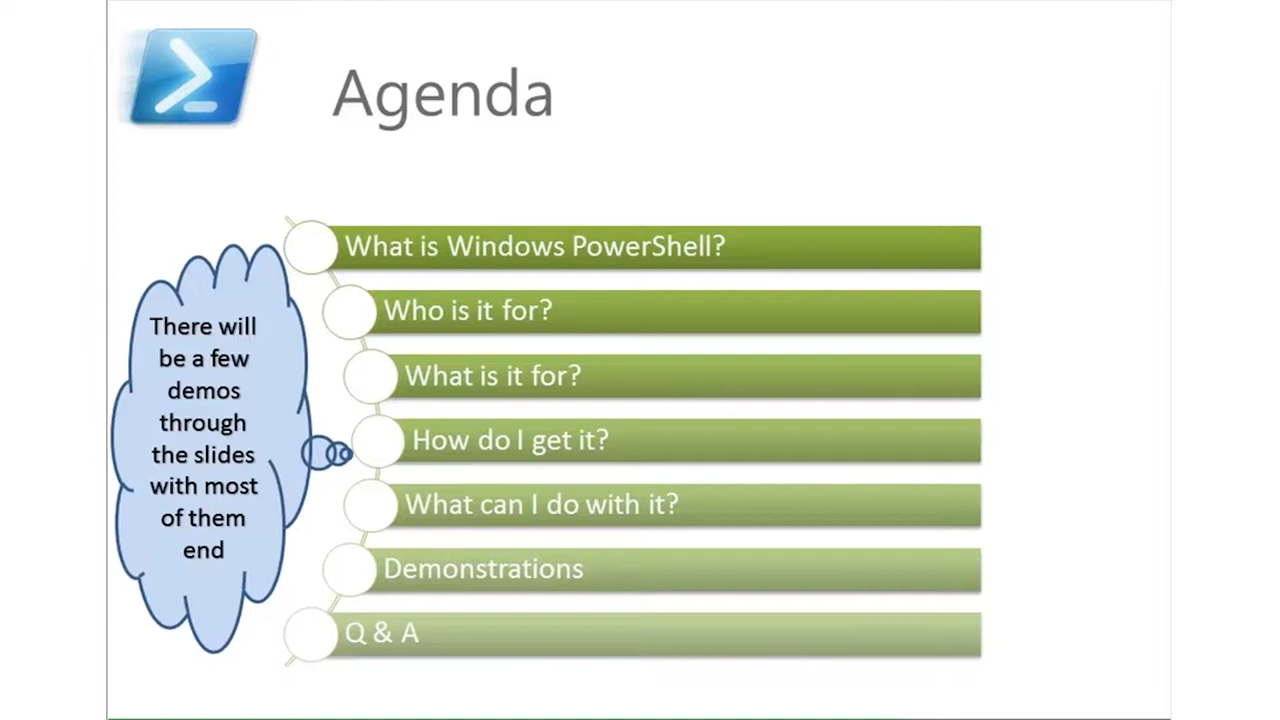 Agenda
What is Windows PowerShell?
Who is it for?
What is it for?
How do I get it?
What can I do with it?
Demonstrations
Q & A
There will
be a few
demos
through
the slides
with most
of them
end